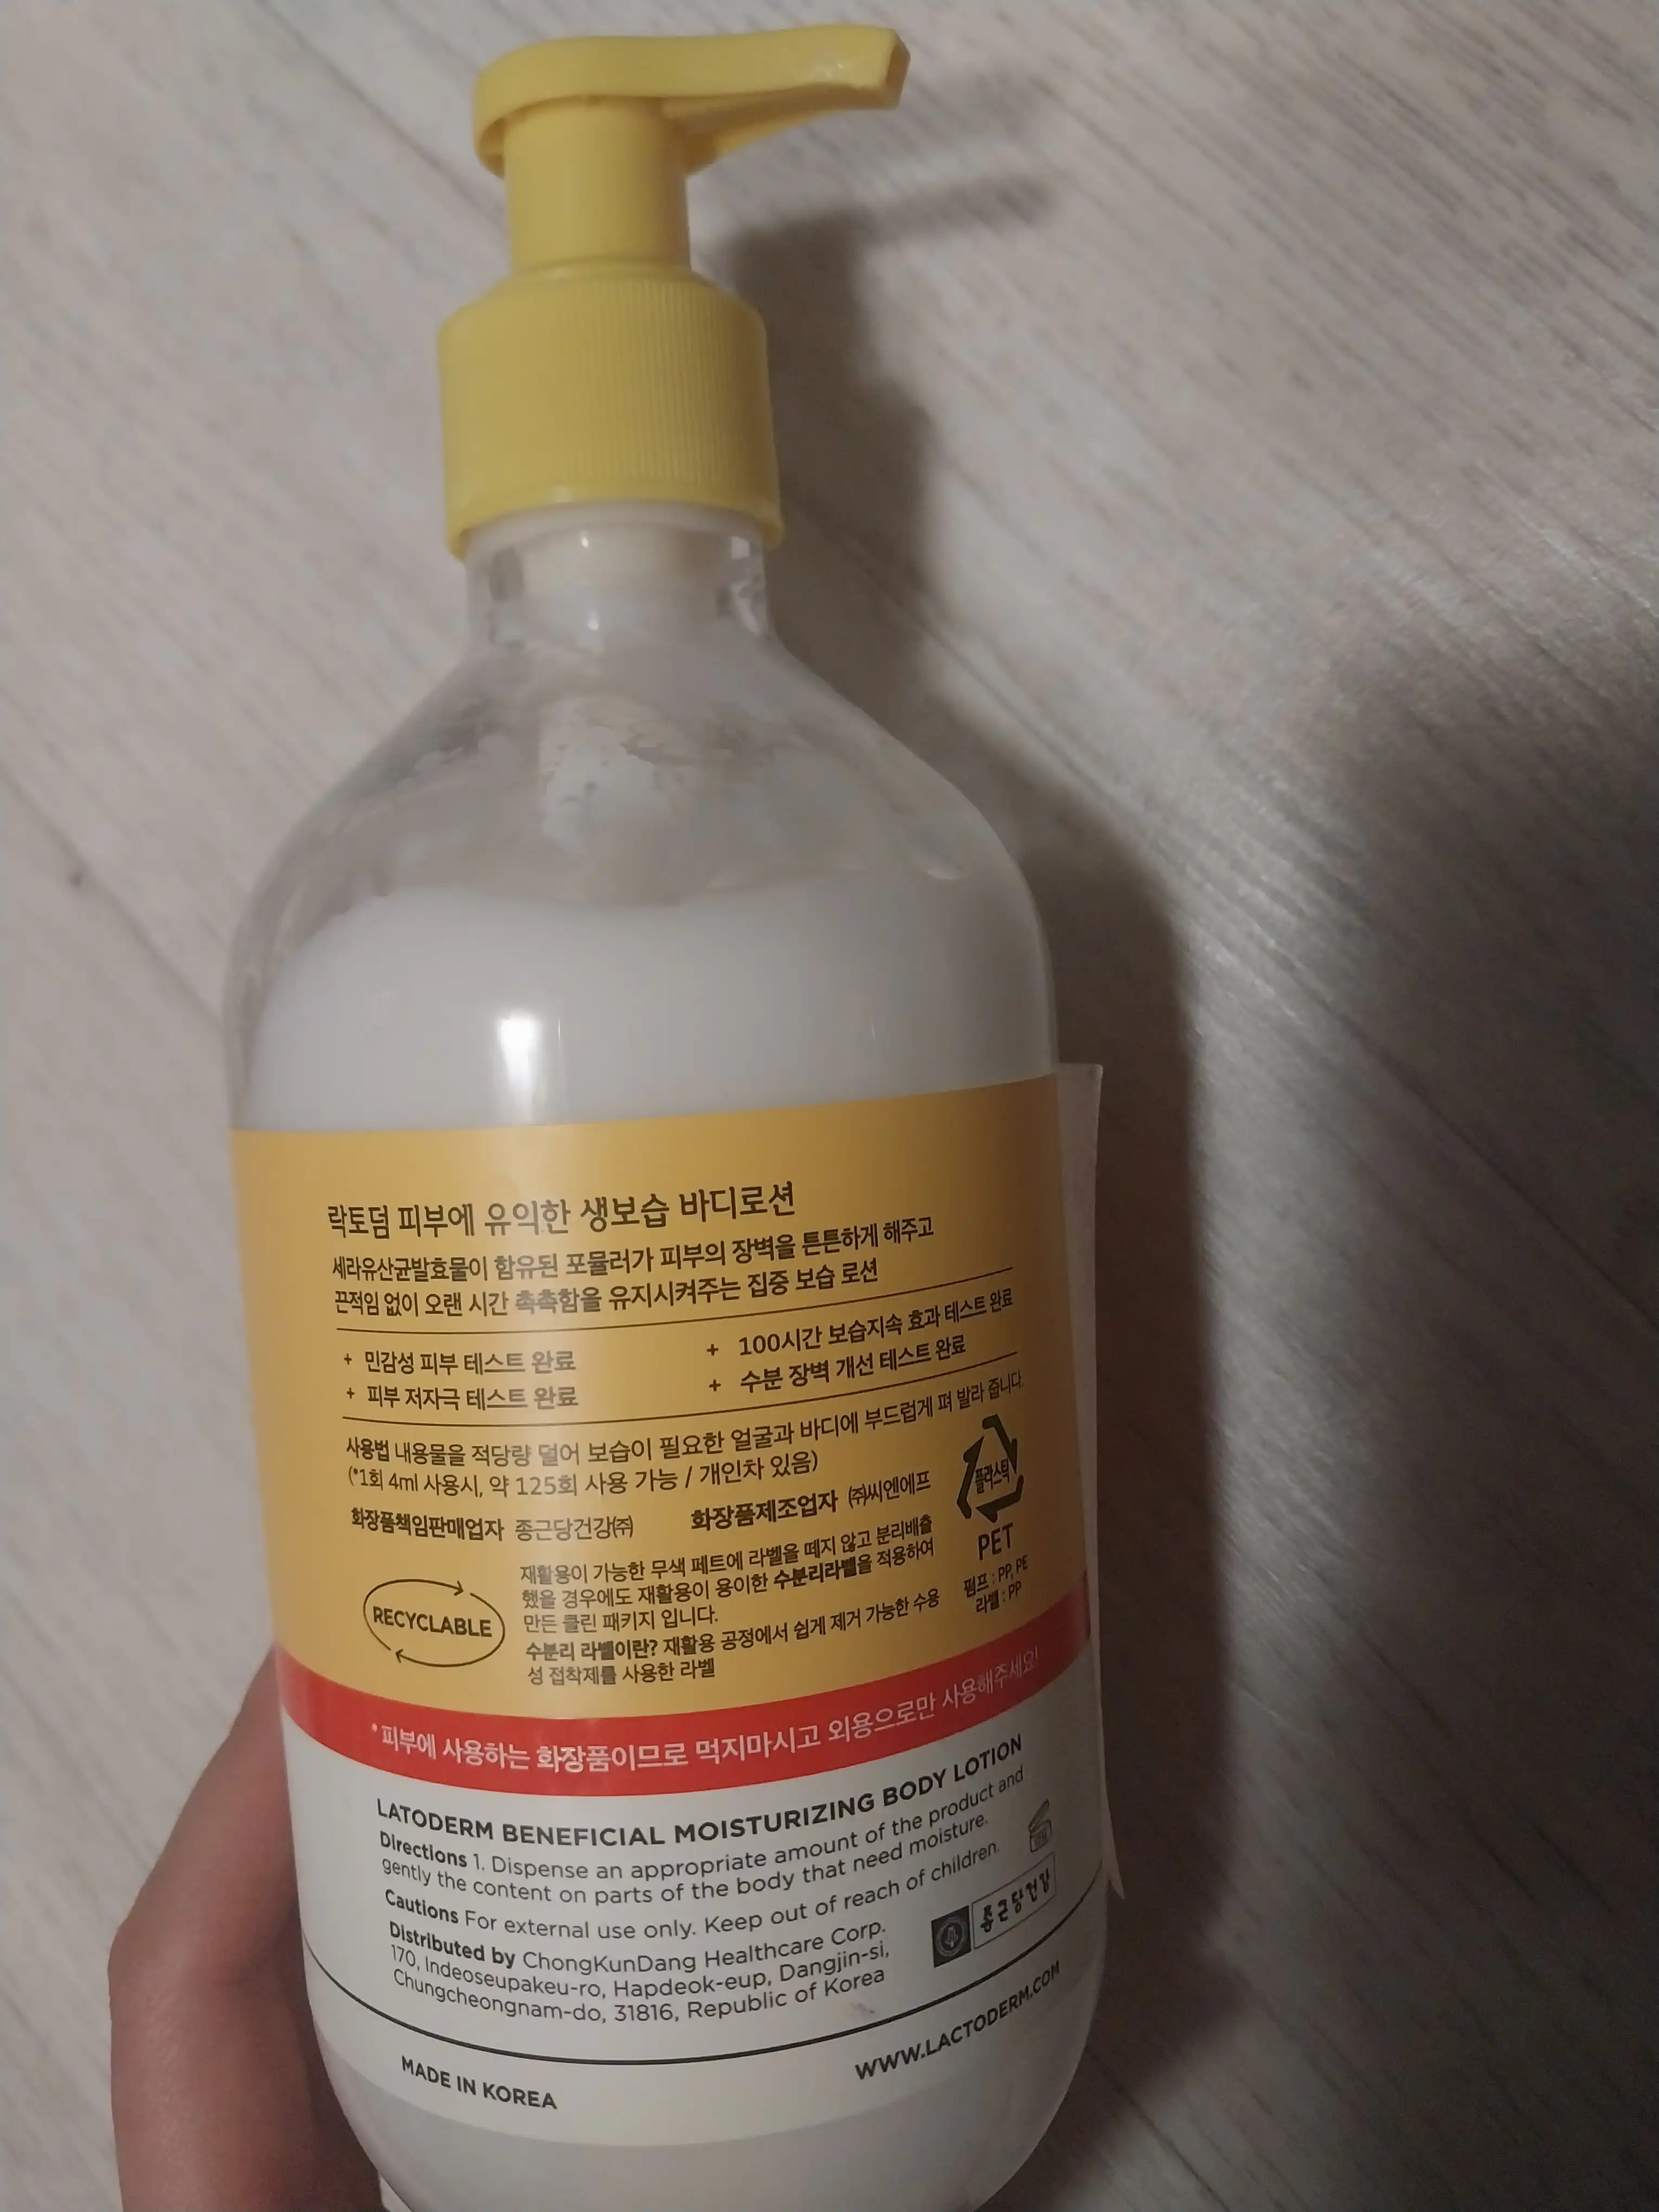 락토덤 피부에 유익한 생보습 바디로션
세라유산균발효물이 함유된 포뮬러가 피부의 장벽을 튼튼하게 해주고
끈적임 없이 오랜 시간 촉촉함을 유지시켜주는 집중 보습 로션
+ 민감성 피부 테스트 완료
+ 100시간 보습지속 효과 테스트 완료
+ 피부 저자극 테스트 완료
+ 수분 장벽 개선 테스트 완료
사용법 내용물을 적당량 덜어 보습이 필요한 얼굴과 바디에 부드럽게 펴 발라 줍니다.
(*1회 4ml 사용시, 약 125회 사용 가능 / 개인차 있음)
화장품책임판매업자 종근당건강㈜
화장품제조업자 ㈜씨엔에프
플라스틱
PET
펌프 : PP, PE
라벨 : PP
RECYCLABLE
재활용이 가능한 무색 페트에 라벨을 떼지 않고 분리배출
했을 경우에도 재활용이 용이한 수분리라벨을 적용하여
만든 클린 패키지 입니다.
수분리 라벨이란? 재활용 공정에서 쉽게 제거 가능한 수용
성 접착제를 사용한 라벨
*피부에 사용하는 화장품이므로 먹지마시고 외용으로만 사용해주세요!
LATODERM BENEFICIAL MOISTURIZING BODY LOTION
Directions 1. Dispense an appropriate amount of the product and
gently the content on parts of the body that need moisture.
Cautions For external use only. Keep out of reach of children.
Distributed by ChongKunDang Healthcare Corp.
170, Indeoseupakeu-ro, Hapdeok-eup, Dangjin-si,
Chungcheongnam-do, 31816, Republic of Korea
종근당건강
MADE IN KOREA
WWW.LACTODERM.COM